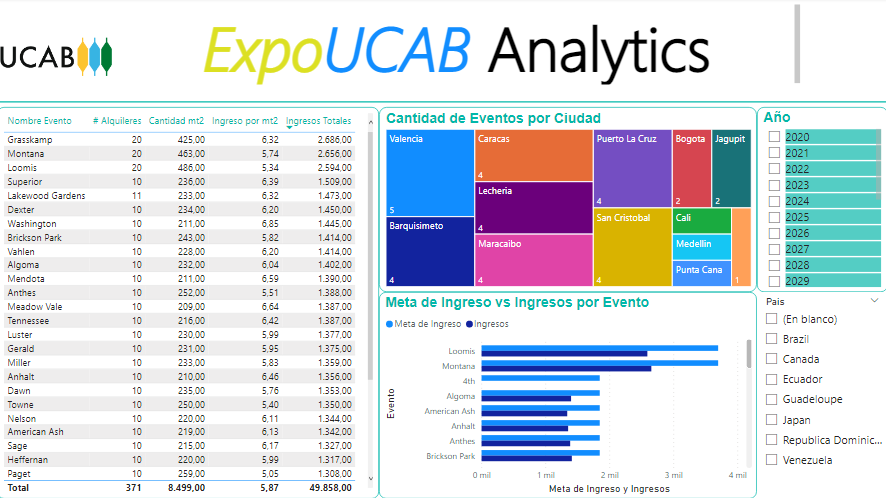 UCAB
ExpoUCAB Analytics
Nombre Evento # Alquileres Cantidad mt2 Ingreso por mt2 Ingresos Totales
Grasskamp 20 425,00 6,32 2.686,00
Montana 20 463,00 5,74 2.656,00
Loomis 20 486,00 5,34 2.594,00
Superior 10 236,00 6,39 1.509,00
Lakewood Gardens 11 233,00 6,32 1.473,00
Dexter 10 234,00 6,20 1.450,00
Washington 10 211,00 6,85 1.445,00
Brickson Park 10 243,00 5,82 1.414,00
Vahlen 10 228,00 6,20 1.414,00
Algoma 10 232,00 6,04 1.402,00
Mendota 10 211,00 6,59 1.390,00
Anthes 10 252,00 5,51 1.388,00
Meadow Vale 10 209,00 6,64 1.387,00
Tennessee 10 216,00 6,42 1.387,00
Luster 10 230,00 5,99 1.377,00
Gerald 10 231,00 5,95 1.375,00
Miller 10 233,00 5,83 1.359,00
Anhalt 10 210,00 6,46 1.356,00
Dawn 10 235,00 5,76 1.353,00
Towne 10 250,00 5,40 1.350,00
Nelson 10 220,00 6,11 1.344,00
American Ash 10 219,00 6,13 1.342,00
Sage 10 215,00 6,17 1.327,00
Heffernan 10 220,00 5,99 1.317,00
Paget 10 259,00 5,05 1.308,00
Total 371 8.499,00 5,87 49.858,00
Cantidad de Eventos por Ciudad
Valencia
5
Barquisimeto
4
Caracas
4
Lecheria
4
Maracaibo
4
Puerto La Cruz
4
San Cristobal
4
Bogota
2
Jagupit
2
Cali
Medellin
Punta Cana
1
Meta de Ingreso vs Ingresos por Evento
Meta de Ingreso Ingresos
Evento
Loomis
Montana
4th
Algoma
American Ash
Anhalt
Anthes
Brickson Park
0 mil 1 mil 2 mil 3 mil 4 mil
Meta de Ingreso y Ingresos
Año
2020
2021
2022
2023
2024
2025
2026
2027
2028
2029
Pais
(En blanco)
Brazil
Canada
Ecuador
Guadeloupe
Japan
Republica Dominic...
Venezuela